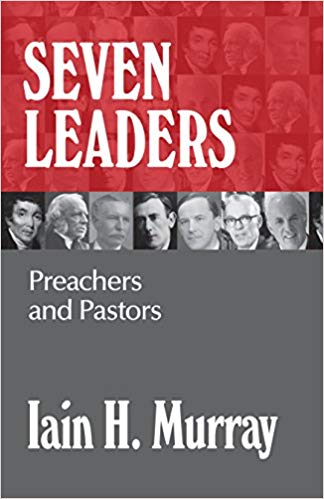 SEVEN
LEADERS
Preachers
and Pastors
Iain H. Murray